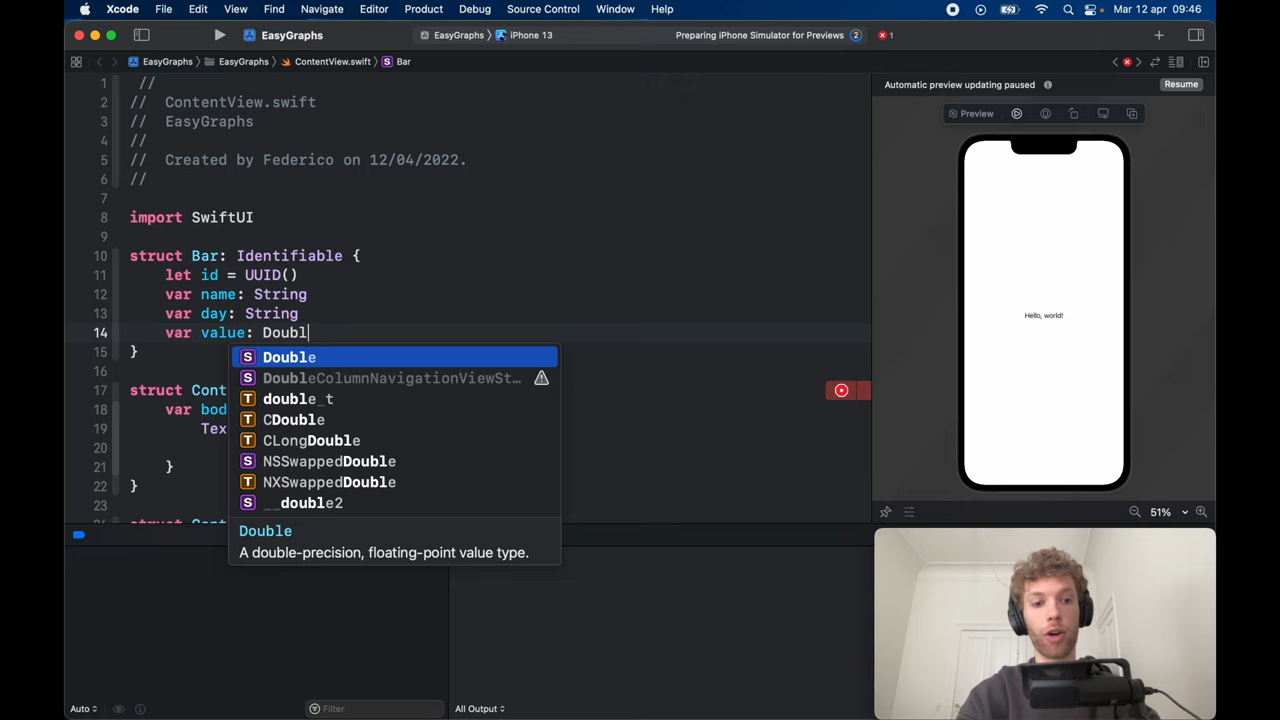 Xcode File Edit View Find Navigate Editor Product Debug Source Control Window Help Mar 12 apr 09:46
EasyGraphs EasyGraphs iPhone 13 Preparing iPhone Simulator for Previews 2 1
EasyGraphs EasyGraphs ContentView.swift S Bar
1 //
2 // ContentView.swift
3 // EasyGraphs
4 //
5 // Created by Federico on 12/04/2022.
6 //
7
8 import SwiftUI
9
10 struct Bar: Identifiable {
11 let id = UUID()
12 var name: String
13 var day: String
14 var value: Doubl
15 }
16
17 struct Cont
18 var bod
19 Tex
20
21 }
22 }
23
S Double
S DoubleColumnNavigationViewSt...
T double_t
T CDouble
T CLongDouble
S NSSwappedDouble
T NXSwappedDouble
S __double2
Double
A double-precision, floating-point value type.
Automatic preview updating paused Resume
Preview
Hello, world!
51%
Auto Filter All Output